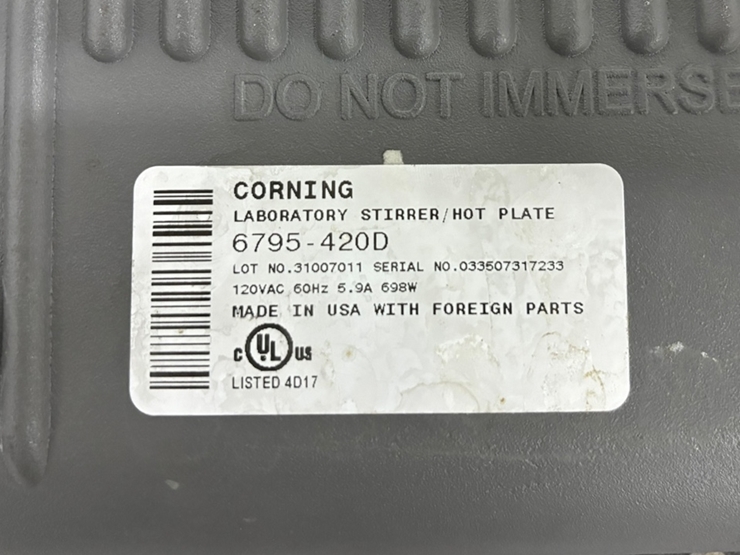 DO NOT IMMERSE
CORNING
LABORATORY STIRRER/HOT PLATE
6795-420D
LOT NO.31007011 SERIAL NO.033507317233
120VAC 60Hz 5.9A 698W
MADE IN USA WITH FOREIGN PARTS
c UL us
LISTED 4D17